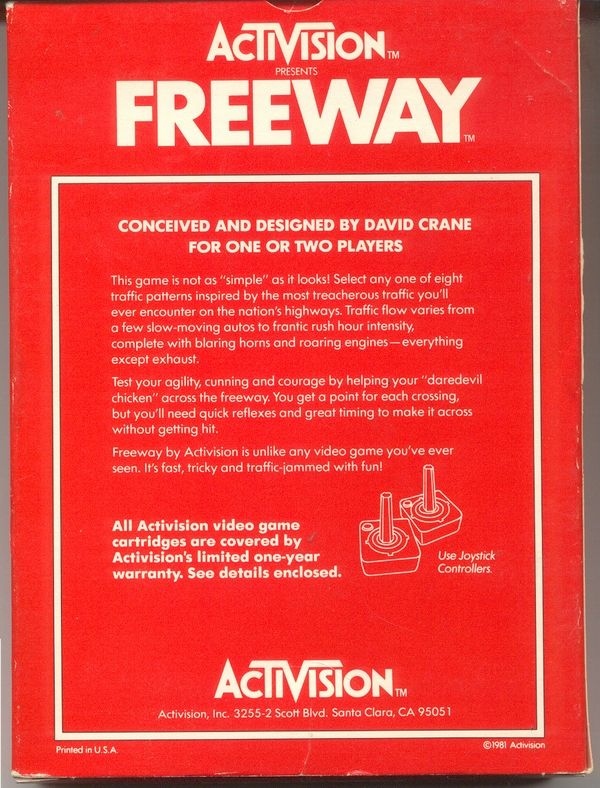 ACTIVISION™
PRESENTS
FREEWAY™
CONCEIVED AND DESIGNED BY DAVID CRANE
FOR ONE OR TWO PLAYERS
This game is not as "simple" as it looks! Select any one of eight
traffic patterns inspired by the most treacherous traffic you'll
ever encounter on the nation's highways. Traffic flow varies from
a few slow-moving autos to frantic rush hour intensity,
complete with blaring horns and roaring engines—everything
except exhaust.
Test your agility, cunning and courage by helping your "daredevil
chicken" across the freeway. You get a point for each crossing,
but you'll need quick reflexes and great timing to make it across
without getting hit.
Freeway by Activision is unlike any video game you've ever
seen. It's fast, tricky and traffic-jammed with fun!
All Activision video game
cartridges are covered by
Activision's limited one-year
warranty. See details enclosed.
Use Joystick
Controllers.
ACTIVISION™
Activision, Inc. 3255-2 Scott Blvd. Santa Clara, CA 95051
Printed in U.S.A.
©1981 Activision